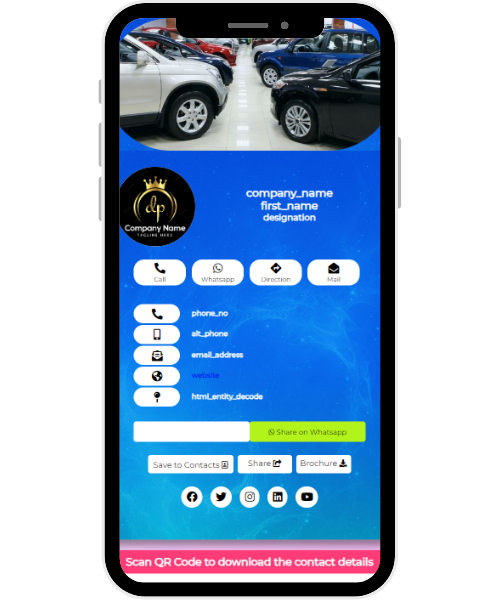 dp
Company Name
TAGLINE HERE
company_name
first_name
designation
Call
Whatsapp
Direction
Mail
phone_no
alt_phone
email_address
website
html_entity_decode
Share on Whatsapp
Save to Contacts
Share
Brochure
Scan QR Code to download the contact details